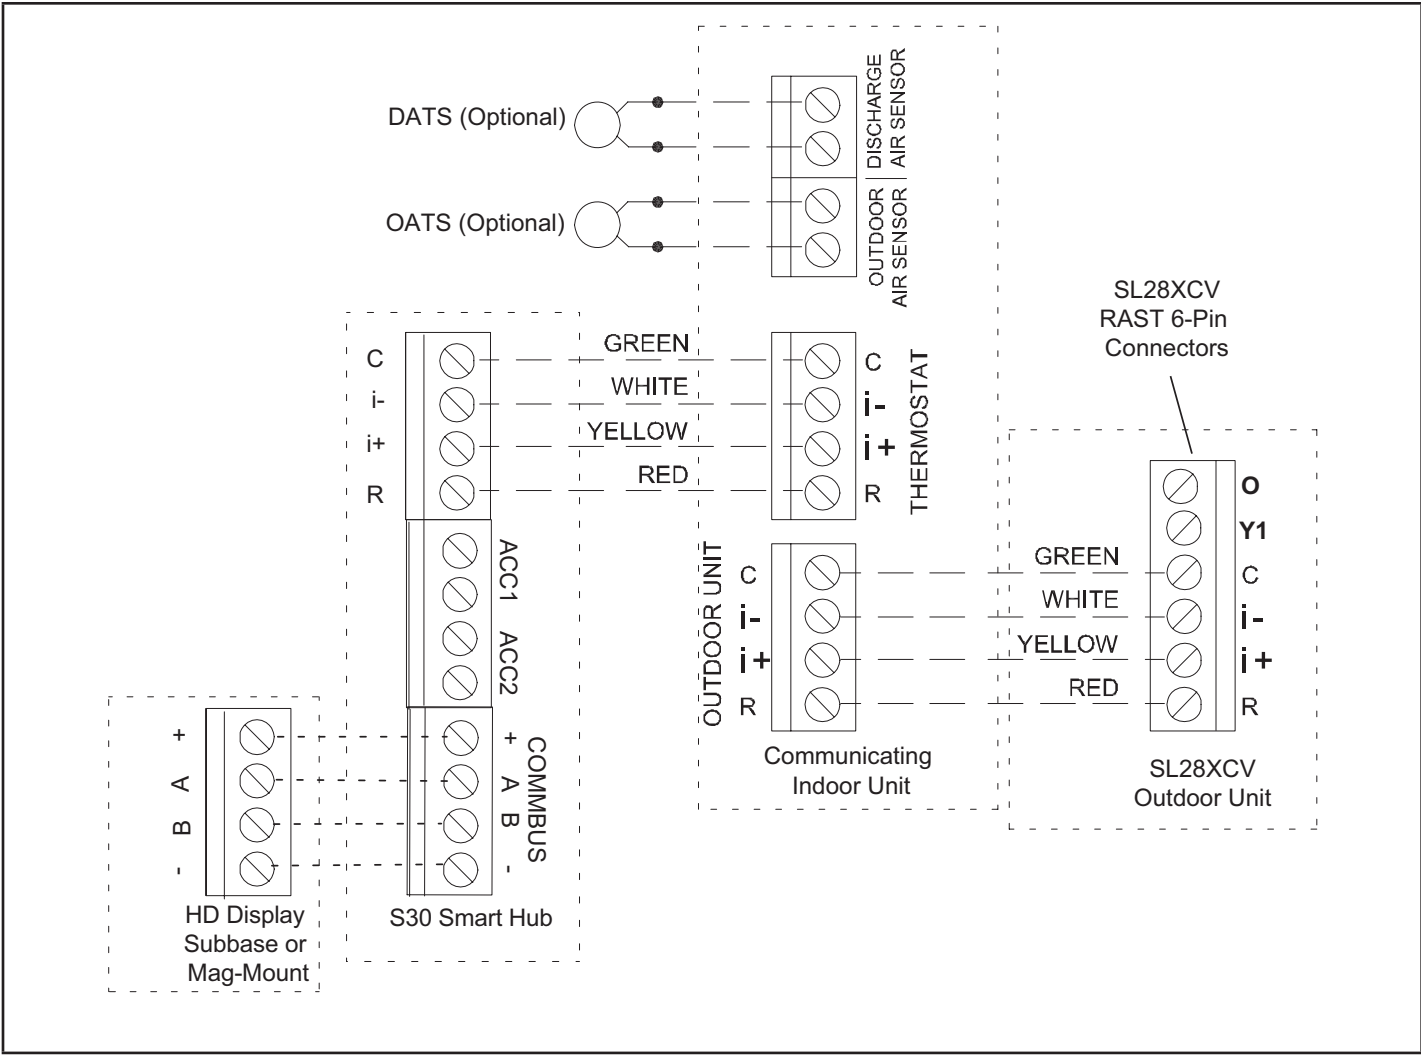 DATS (Optional)
DISCHARGE
AIR SENSOR
OATS (Optional)
OUTDOOR
AIR SENSOR
SL28XCV
RAST 6-Pin
Connectors
C
i-
i+
R
GREEN
WHITE
YELLOW
RED
C
i-
i+
R
THERMOSTAT
ACC1
ACC2
OUTDOOR UNIT
C
i-
i+
R
GREEN
WHITE
YELLOW
RED
O
Y1
C
i-
i+
R
Communicating
Indoor Unit
SL28XCV
Outdoor Unit
+
A
B
-
+
A
B
-
COMMBUS
HD Display
Subbase or
Mag-Mount
S30 Smart Hub